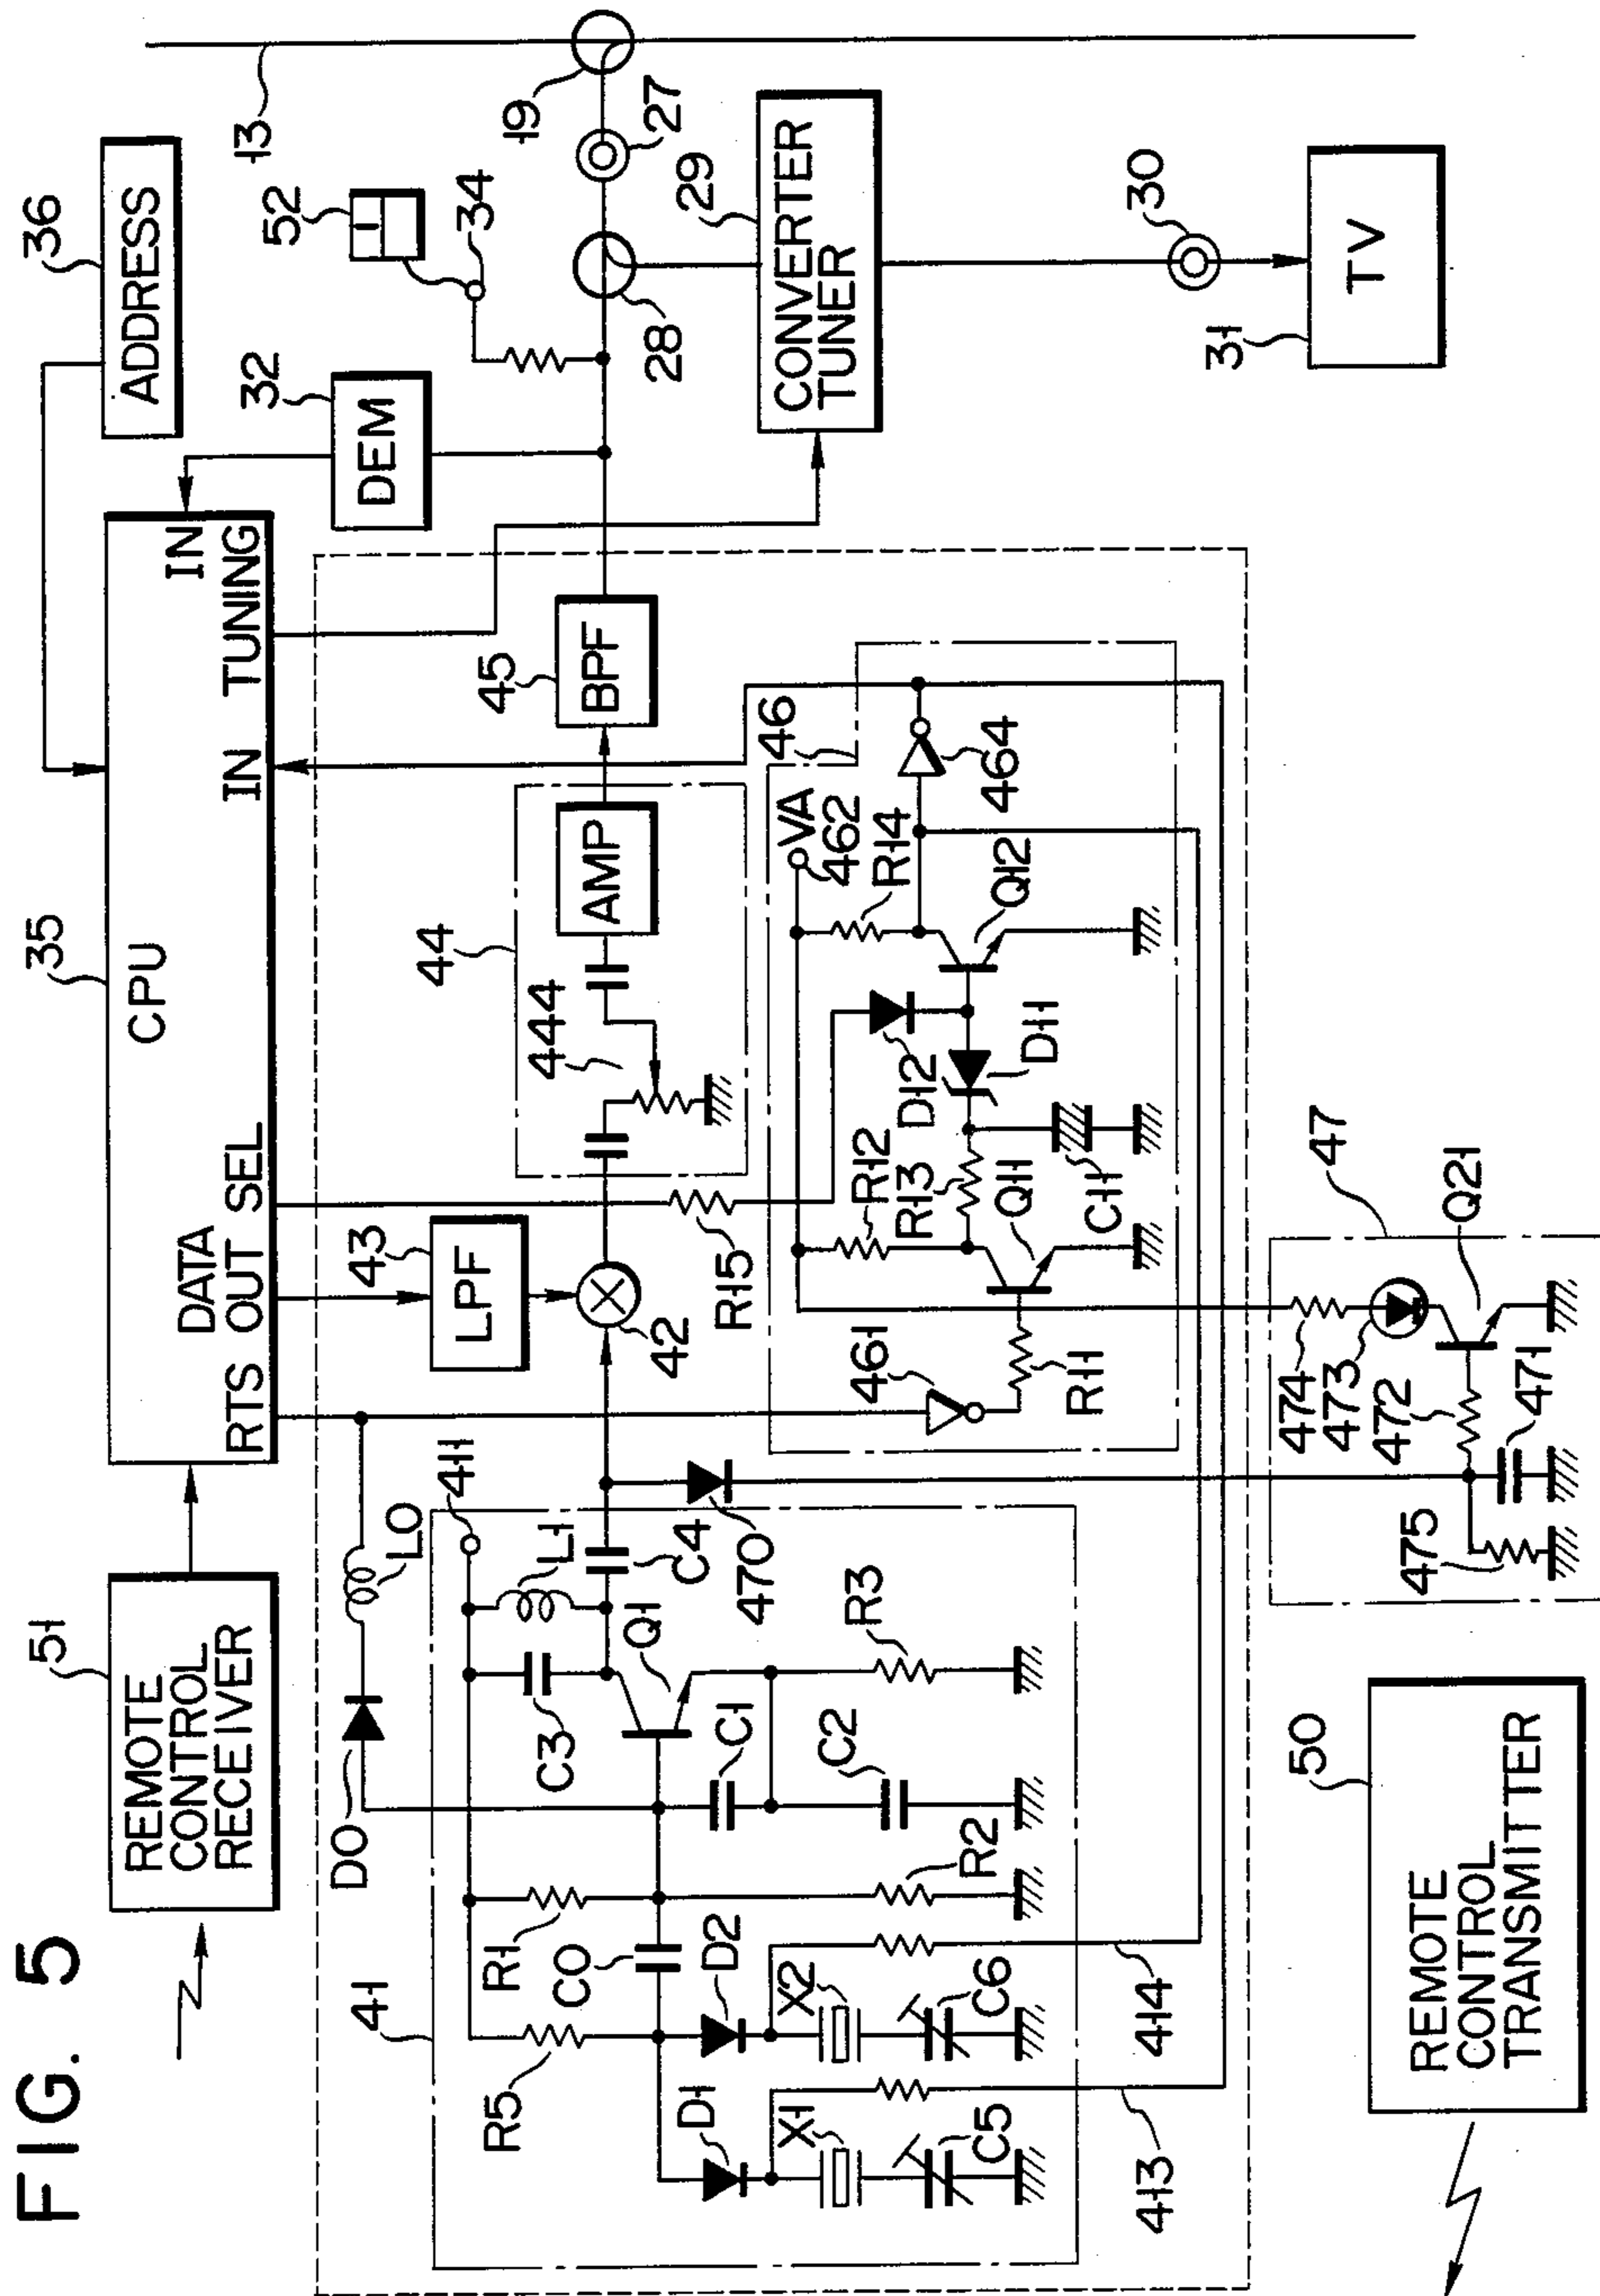 FIG. 5
51
REMOTE
CONTROL
RECEIVER
35
CPU
RTS
DATA
OUT
SEL
IN
TUNING
IN
36
ADDRESS
32
DEM
52
34
13
19
27
28
29
CONVERTER
TUNER
30
31
TV
D0
L0
43
LPF
42
44
444
AMP
45
BPF
41
411
R5
R1
C0
C3
L1
C4
Q1
470
D1
D2
X1
X2
C5
C6
R2
C1
C2
R3
413
414
R15
46
461
R11
R12
R13
Q11
C11
D12
D11
VA
462
R14
Q12
464
47
474
473
472
471
475
Q21
50
REMOTE
CONTROL
TRANSMITTER